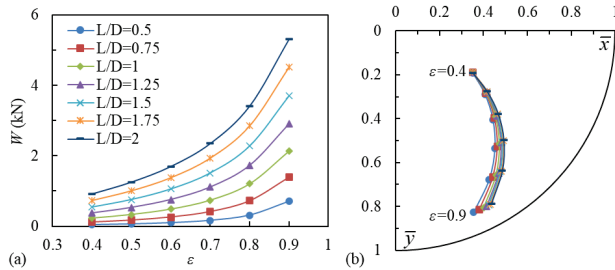 6
4
2
0
W (kN)
L/D=0.5
L/D=0.75
L/D=1
L/D=1.25
L/D=1.5
L/D=1.75
L/D=2
0.3 0.4 0.5 0.6 0.7 0.8 0.9 1
ε
(a)
0 0.2 0.4 0.6 0.8 1
x̅
0
0.2
0.4
0.6
0.8
1
ε=0.4
ε=0.9
y̅
(b)